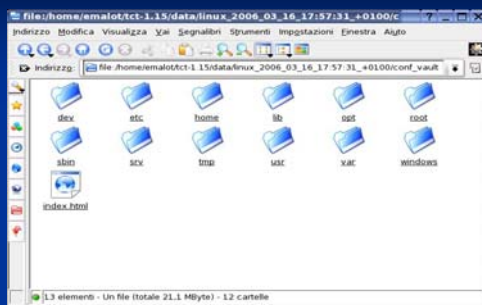 file:/home/emalot/tct-1.15/data/linux_2006_03_16_17:57:31_+0100/c
Indirizzo Modifica Visualizza Vai Segnalibri Strumenti Impostazioni Finestra Aiuto
Indirizzo: file:/home/emalot/tct-1.15/data/linux_2006_03_16_17:57:31_+0100/conf_vault
dev etc home lib opt root
sbin srv tmp usr var windows
index.html
13 elementi - Un file (totale 21,1 MByte) - 12 cartelle